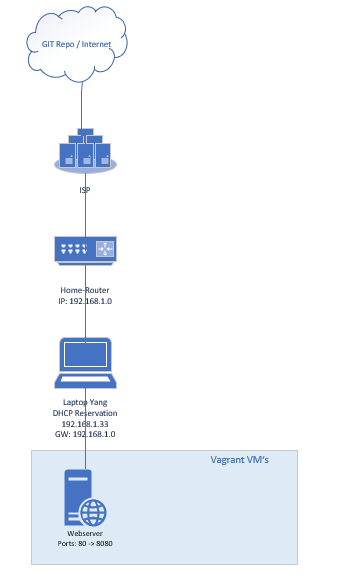 GIT Repo / Internet
ISP
Home-Router
IP: 192.168.1.0
Laptop Yang
DHCP Reservation
192.168.1.33
GW: 192.168.1.0
Vagrant VM's
Webserver
Ports: 80 -> 8080